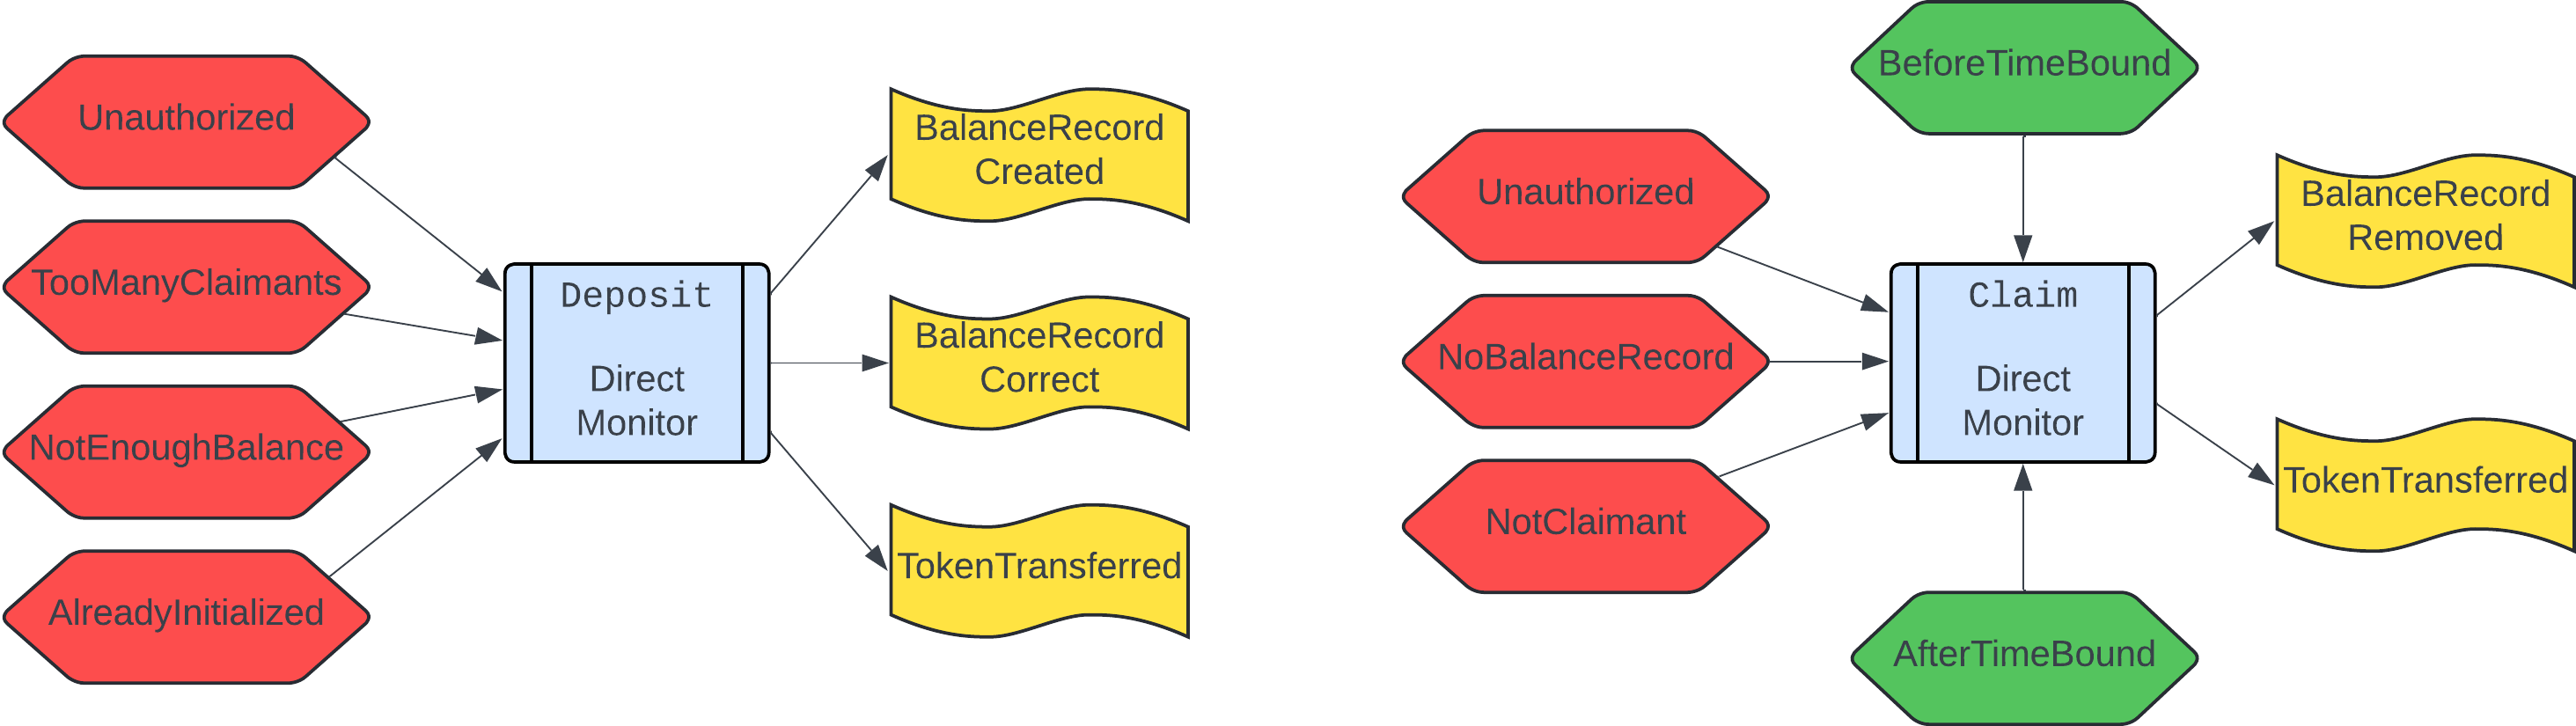 Unauthorized
TooManyClaimants
NotEnoughBalance
AlreadyInitialized
Deposit
Direct
Monitor
BalanceRecord
Created
BalanceRecord
Correct
TokenTransferred
BeforeTimeBound
Unauthorized
NoBalanceRecord
NotClaimant
Claim
Direct
Monitor
AfterTimeBound
BalanceRecord
Removed
TokenTransferred